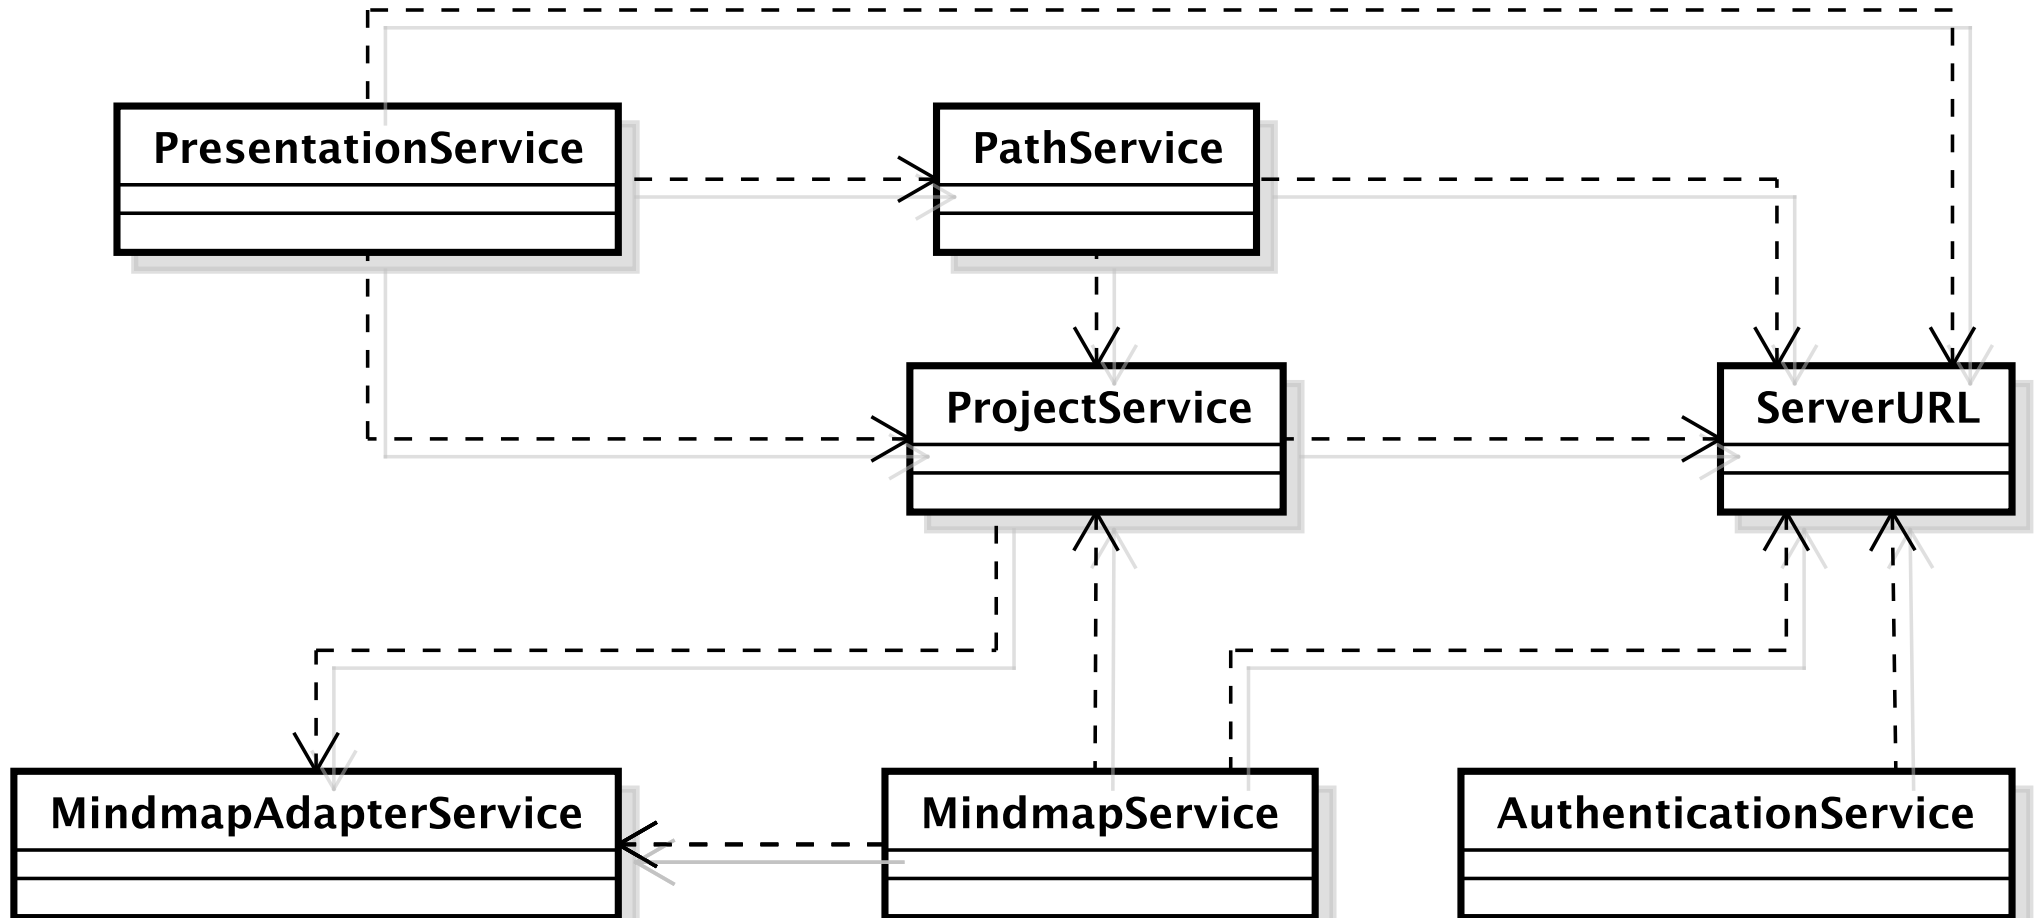 PresentationService
PathService
ProjectService
ServerURL
MindmapAdapterService
MindmapService
AuthenticationService